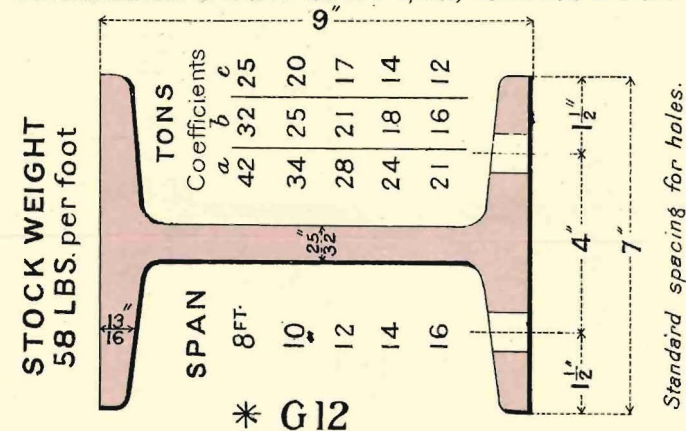 9"
STOCK WEIGHT
58 LBS. per foot
TONS
Coefficients
a b c
42 32 25
34 25 20
28 21 17
24 18 14
21 16 12
SPAN
8 FT.
10
12
14
16
13/16"
25/32"
1 1/2"
4"
1 1/2"
7"
Standard spacing for holes.
* G12